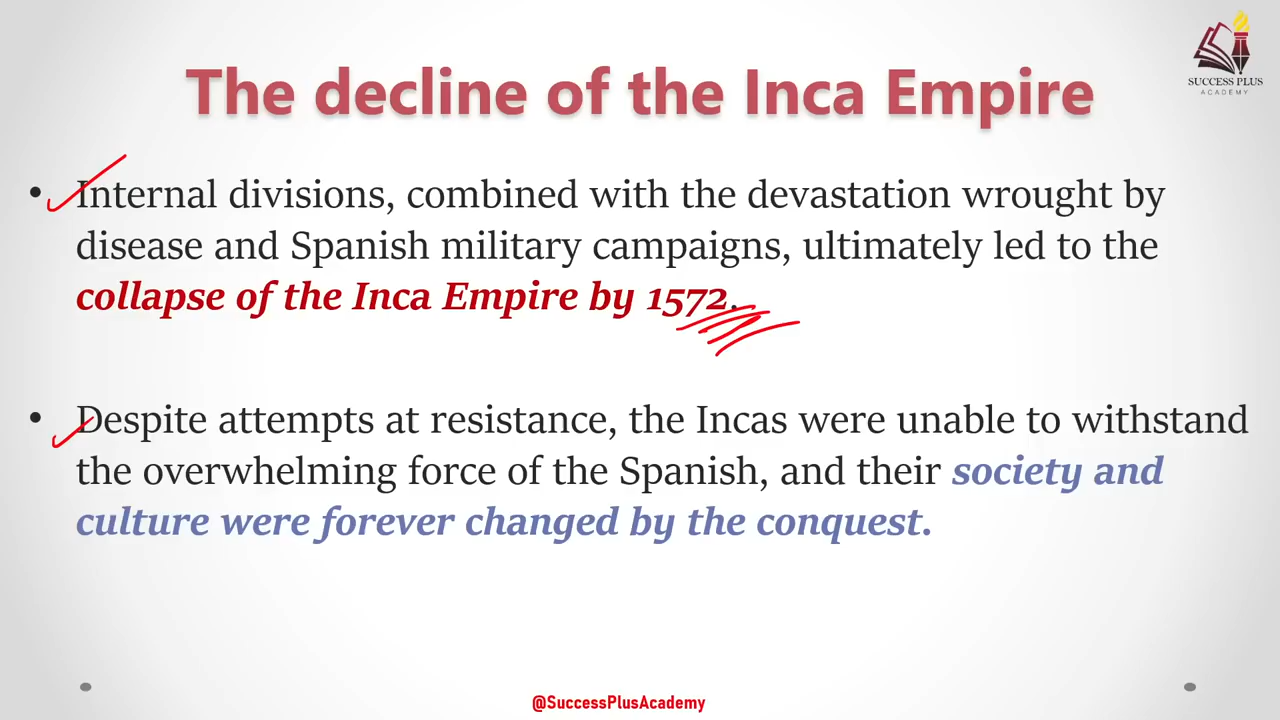 SUCCESS PLUS
ACADEMY
The decline of the Inca Empire
• Internal divisions, combined with the devastation wrought by
disease and Spanish military campaigns, ultimately led to the
collapse of the Inca Empire by 1572.
• Despite attempts at resistance, the Incas were unable to withstand
the overwhelming force of the Spanish, and their society and
culture were forever changed by the conquest.
@SuccessPlusAcademy